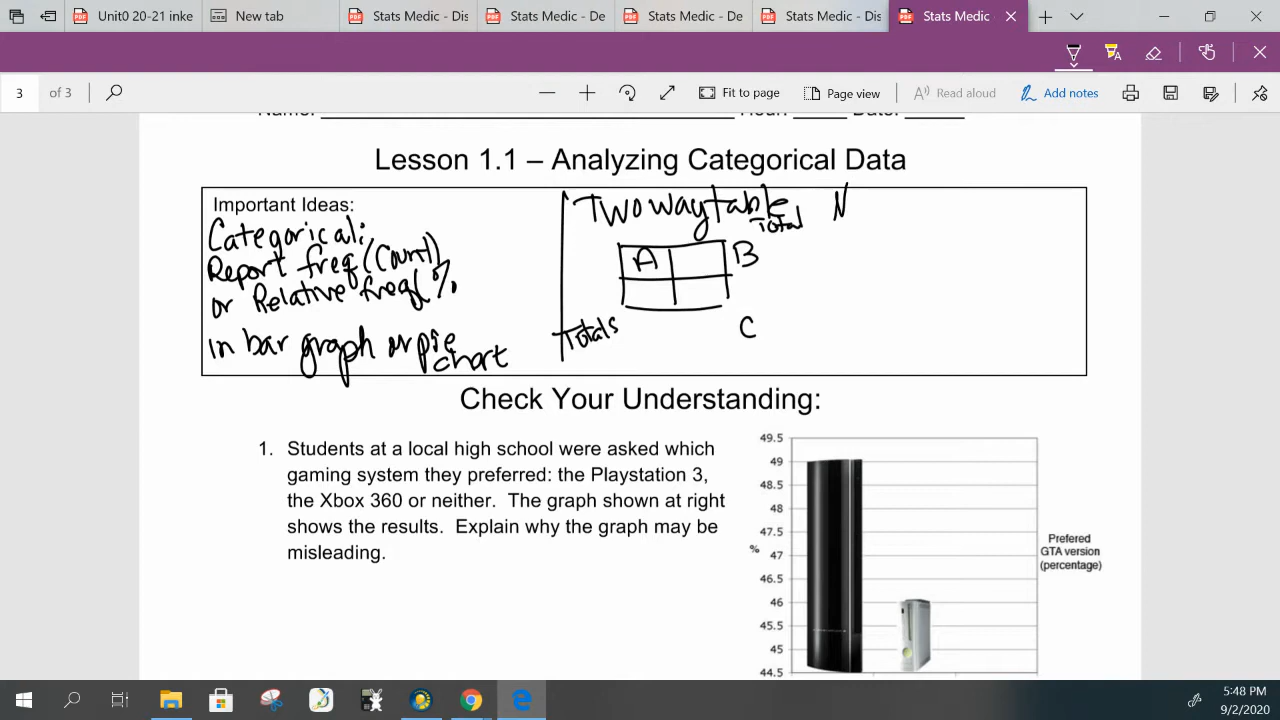 Unit0 20-21 inke
New tab
Stats Medic - Dis
Stats Medic - De
Stats Medic - De
Stats Medic - Dis
Stats Medic
3 of 3
Fit to page
Page view
Read aloud
Add notes
Lesson 1.1 – Analyzing Categorical Data
Important Ideas:
Categorical:
Report freq (Count)
or Relative freq (%
in bar graph or pie
chart
Two way table
Total
N
A
B
Totals
C
Check Your Understanding:
1. Students at a local high school were asked which
gaming system they preferred: the Playstation 3,
the Xbox 360 or neither. The graph shown at right
shows the results. Explain why the graph may be
misleading.
49.5
49
48.5
48
47.5
%
47
46.5
46
45.5
45
44.5
Prefered
GTA version
(percentage)
3:48 PM
9/2/2020